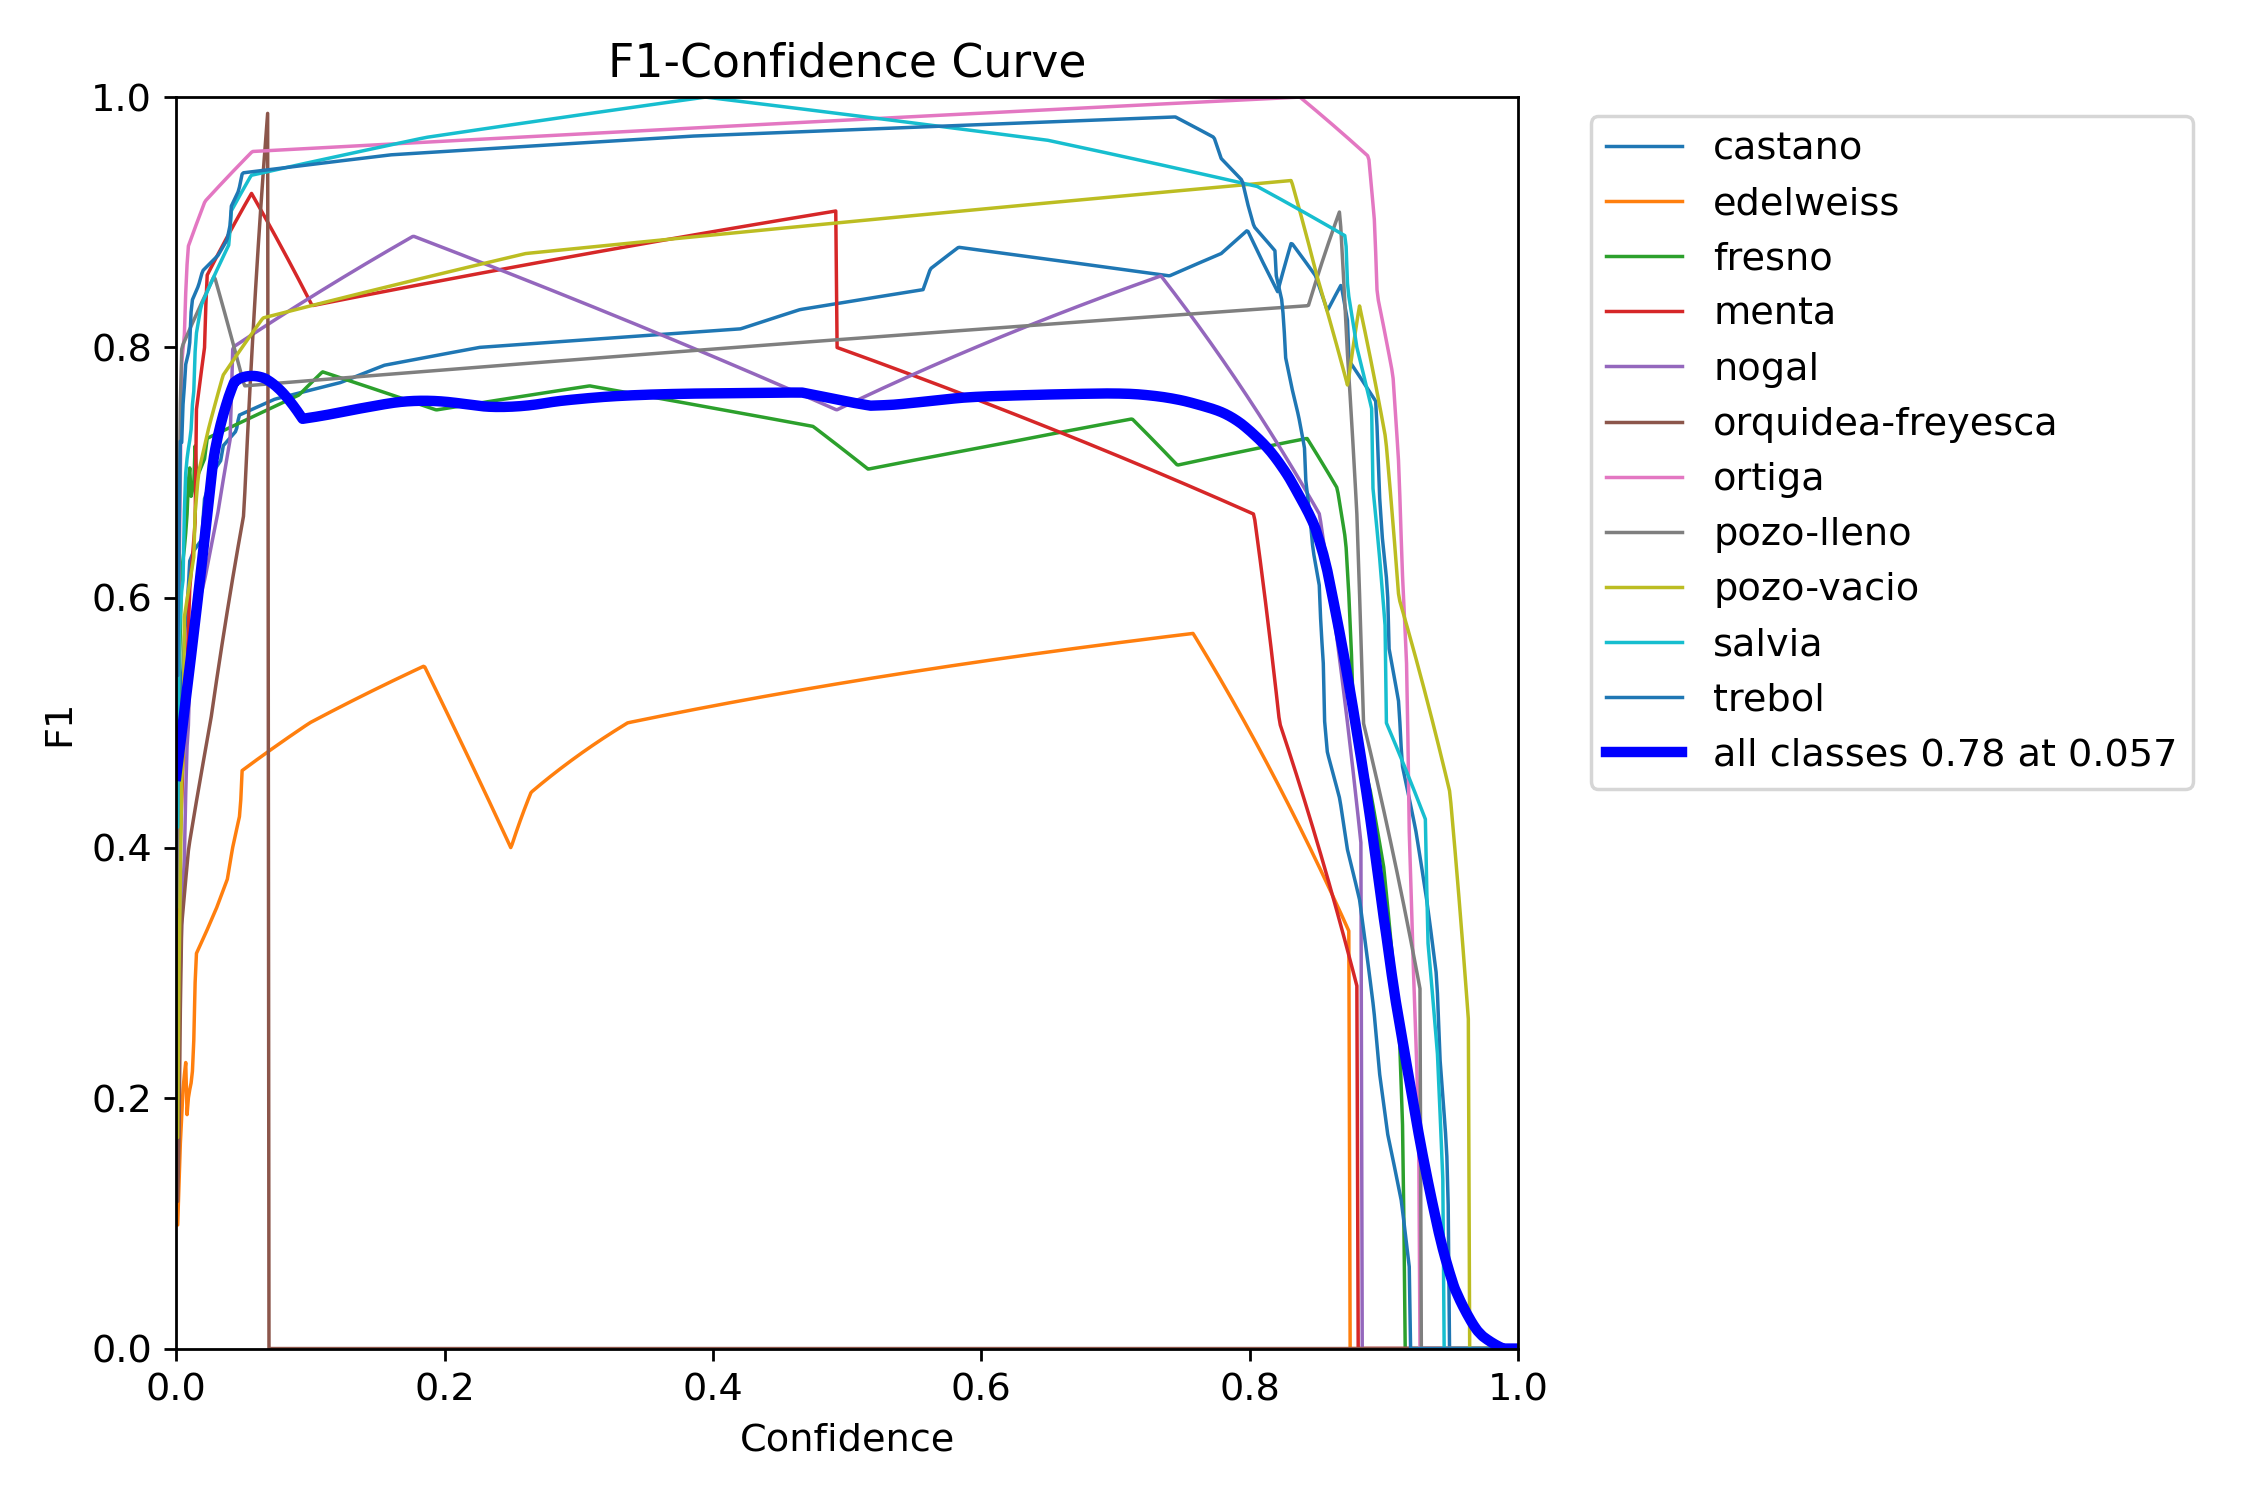 F1-Confidence Curve
1.0
0.8
0.6
0.4
0.2
0.0
F1
0.0 0.2 0.4 0.6 0.8 1.0
Confidence
castano
edelweiss
fresno
menta
nogal
orquidea-freyesca
ortiga
pozo-lleno
pozo-vacio
salvia
trebol
all classes 0.78 at 0.057